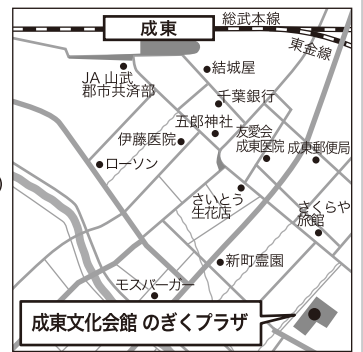 成東
総武本線
東金線
JA 山武
郡市共済部
結城屋
千葉銀行
五郎神社
伊藤医院
友愛会
成東医院
成東郵便局
ローソン
さいとう
生花店
さくらや
旅館
新町霊園
モスバーガー
成東文化会館 のぎくプラザ